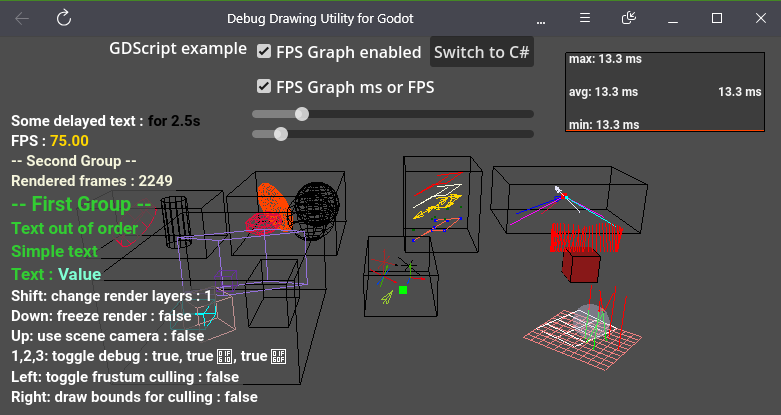 Debug Drawing Utility for Godot
GDScript example
FPS Graph enabled
Switch to C#
FPS Graph ms or FPS
max: 13.3 ms
avg: 13.3 ms
13.3 ms
min: 13.3 ms
Some delayed text : for 2.5s
FPS : 75.00
-- Second Group --
Rendered frames : 2249
-- First Group --
Text out of order
Simple text
Text : Value
Shift: change render layers : 1
Down: freeze render : false
Up: use scene camera : false
1,2,3: toggle debug : true, true , true
Left: toggle frustum culling : false
Right: draw bounds for culling : false